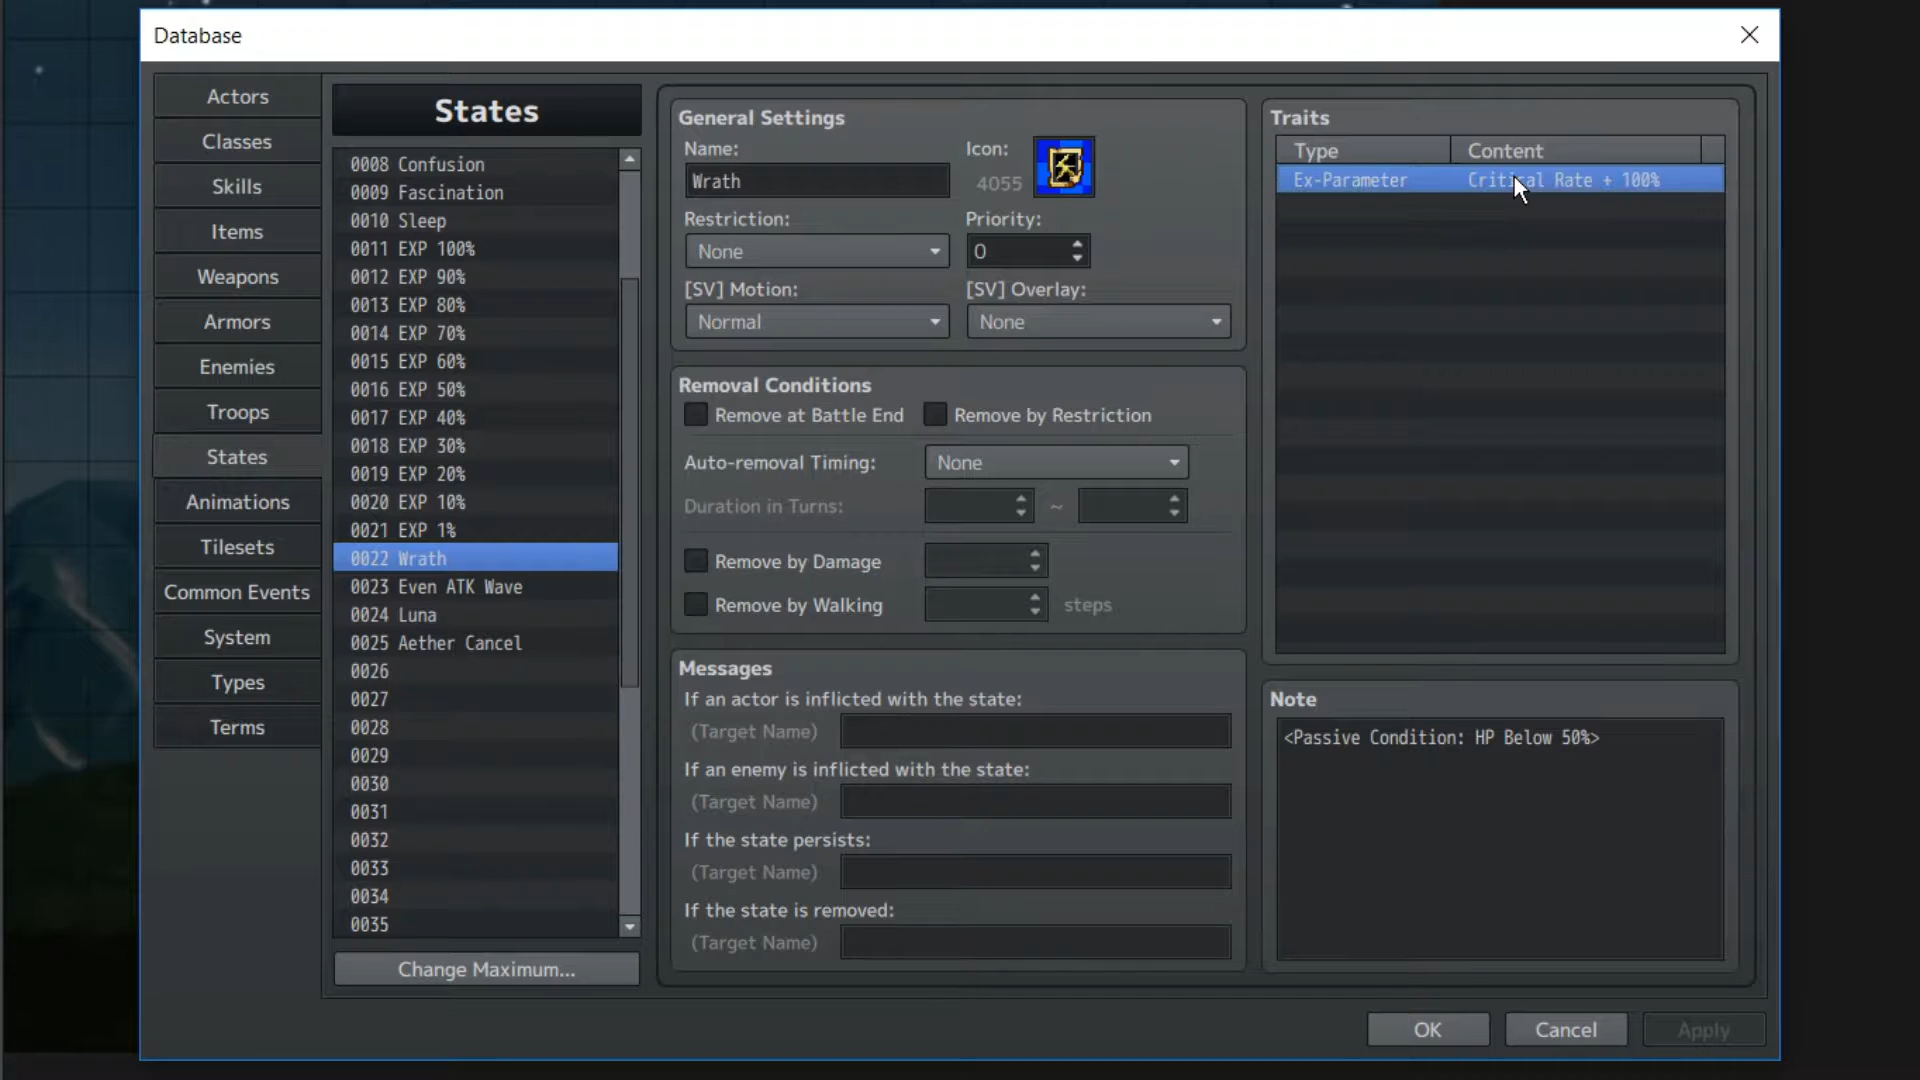 Database
Actors
Classes
Skills
Items
Weapons
Armors
Enemies
Troops
States
Animations
Tilesets
Common Events
System
Types
Terms
States
0008 Confusion
0009 Fascination
0010 Sleep
0011 EXP 100%
0012 EXP 90%
0013 EXP 80%
0014 EXP 70%
0015 EXP 60%
0016 EXP 50%
0017 EXP 40%
0018 EXP 30%
0019 EXP 20%
0020 EXP 10%
0021 EXP 1%
0022 Wrath
0023 Even ATK Wave
0024 Luna
0025 Aether Cancel
0026
0027
0028
0029
0030
0031
0032
0033
0034
0035
Change Maximum...
General Settings
Name: Icon:
Wrath 4055
Restriction: Priority:
None 0
[SV] Motion: [SV] Overlay:
Normal None
Removal Conditions
Remove at Battle End Remove by Restriction
Auto-removal Timing: None
Duration in Turns: ~
Remove by Damage
Remove by Walking steps
Messages
If an actor is inflicted with the state:
(Target Name)
If an enemy is inflicted with the state:
(Target Name)
If the state persists:
(Target Name)
If the state is removed:
(Target Name)
Traits
Type Content
Ex-Parameter Critical Rate + 100%
Note
<Passive Condition: HP Below 50%>
OK Cancel Apply